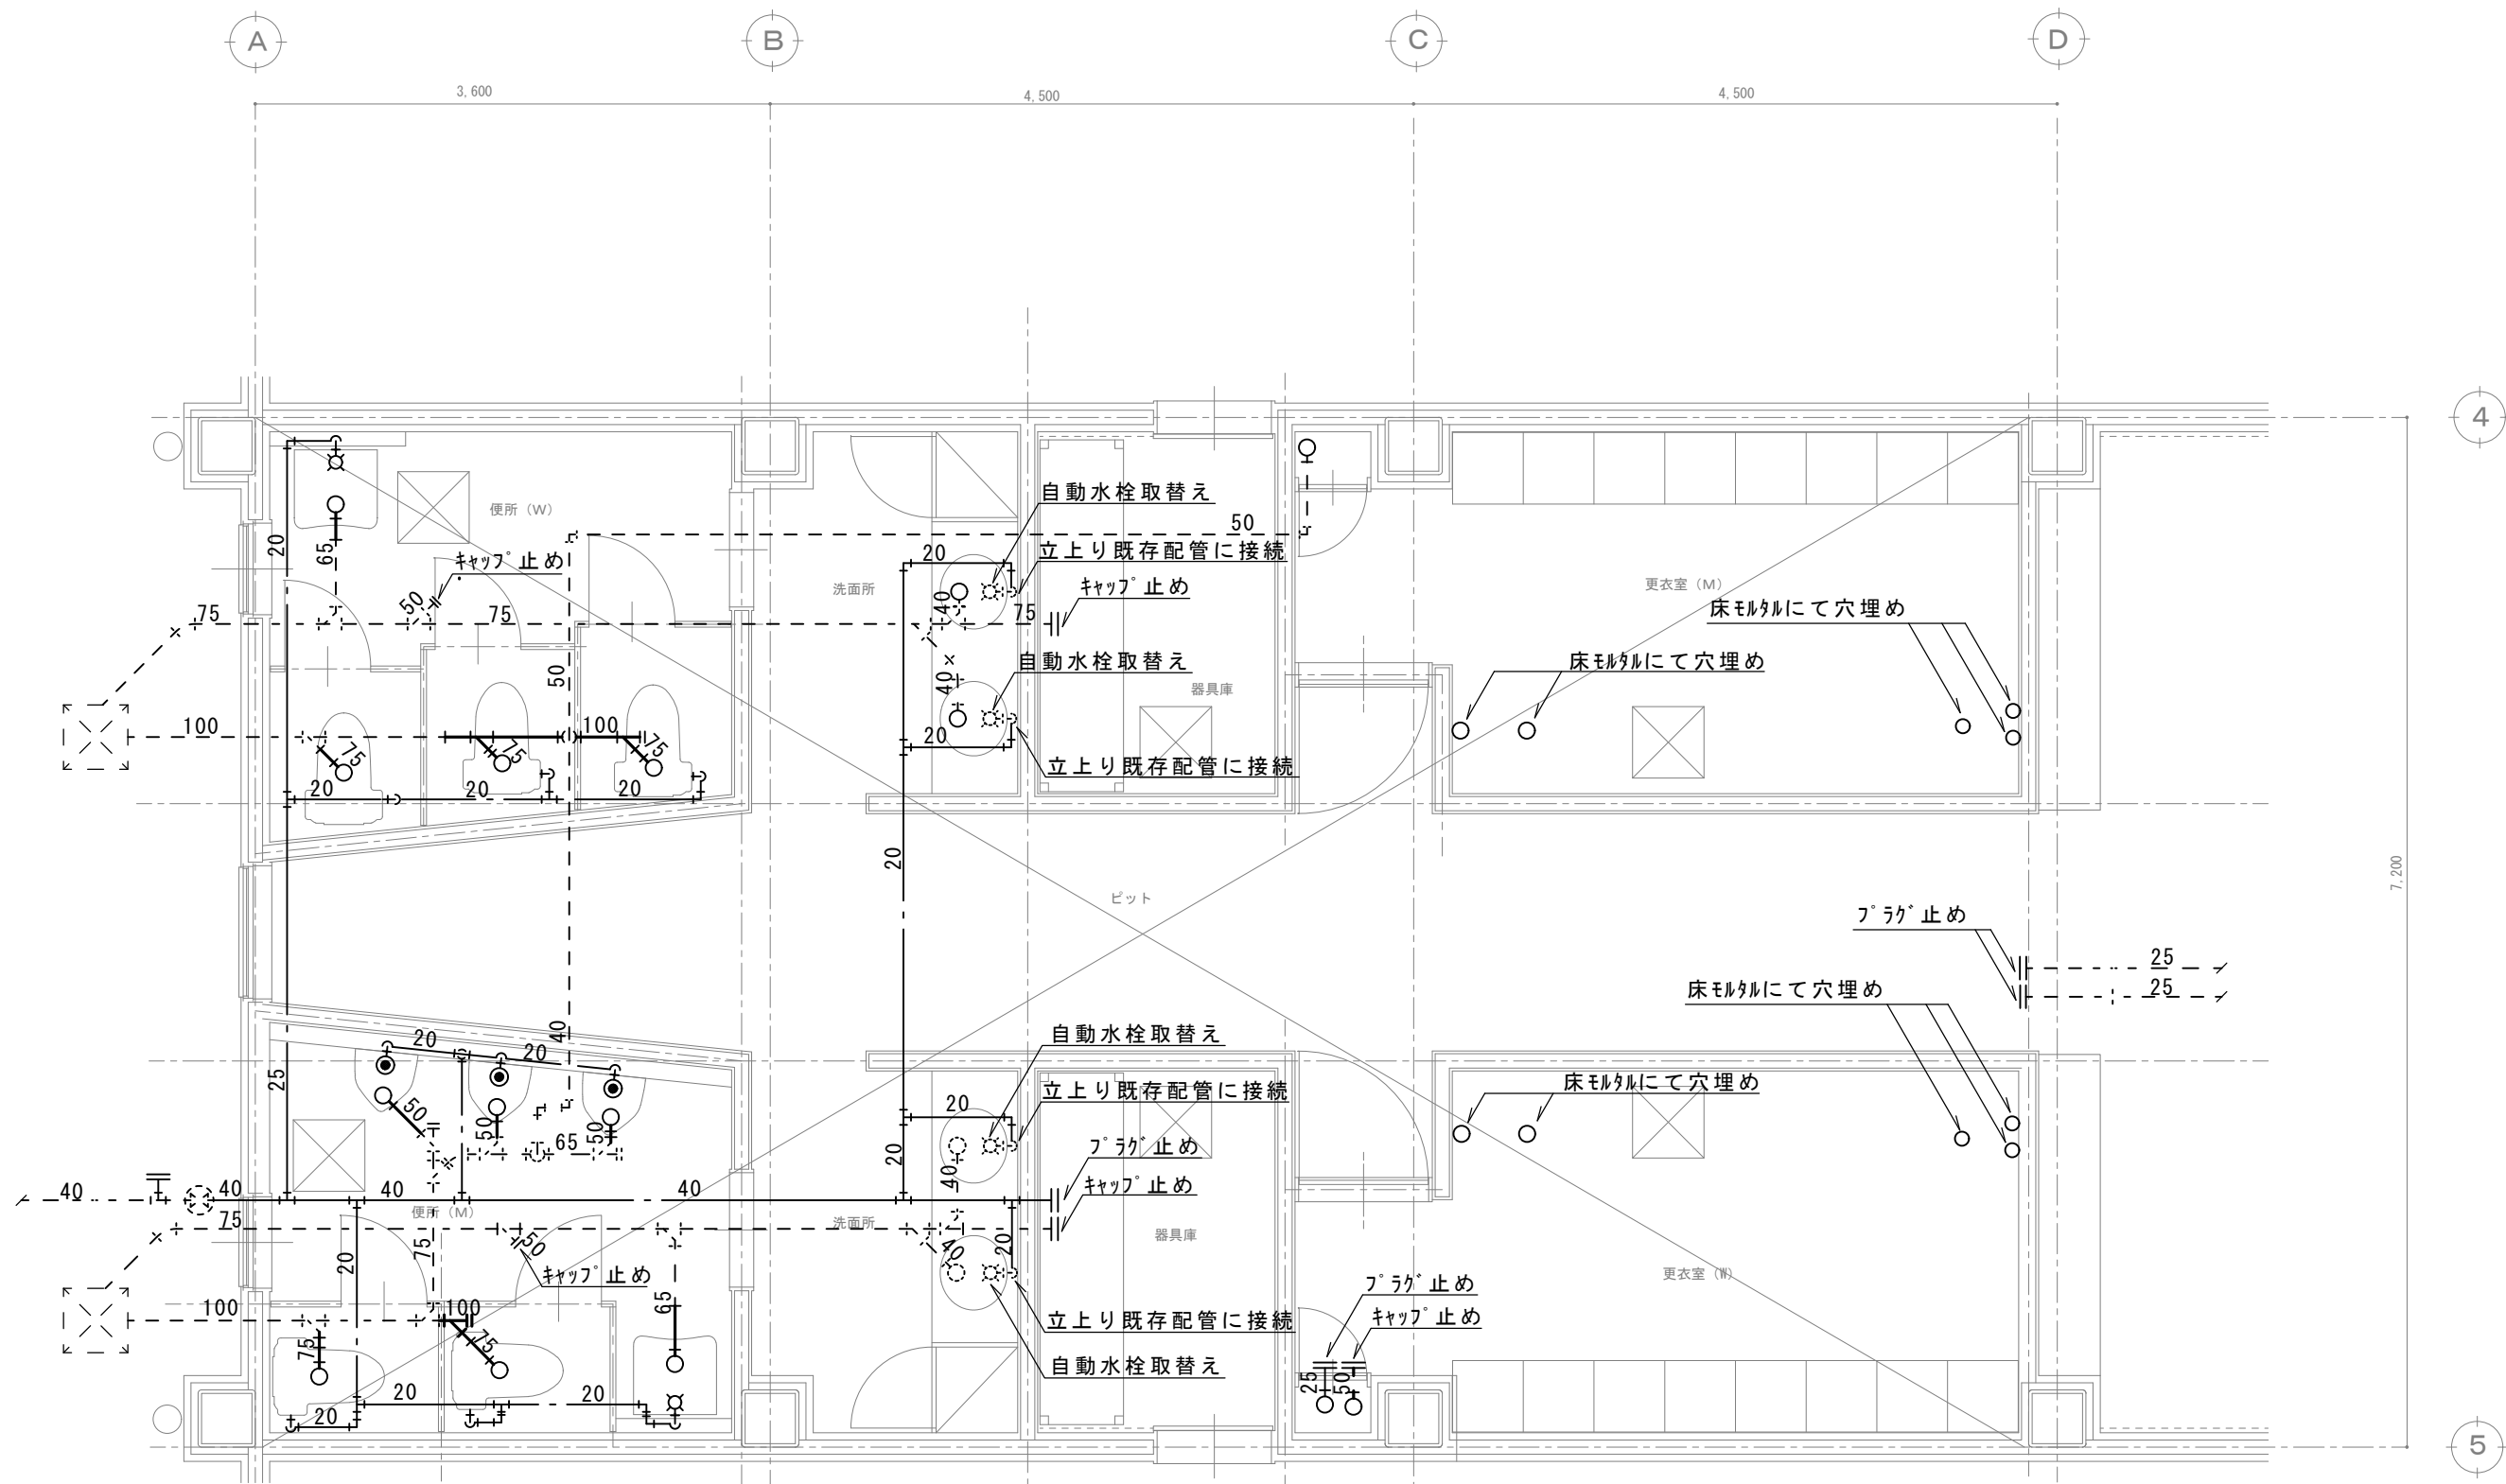 A
B
C
D
3,600
4,500
4,500
4
自動水栓取替え
便所（W）
50
20
65
ｷｬｯﾌﾟ止め
20
立上り既存配管に接続
洗面所
ｷｬｯﾌﾟ止め
更衣室（M）
75
50
75
40
75
床ﾓﾙﾀﾙにて穴埋め
50
自動水栓取替え
床ﾓﾙﾀﾙにて穴埋め
40
器具庫
100
100
75
75
75
20
立上り既存配管に接続
20
20
20
20
7,200
ピット
ﾌﾟﾗｸﾞ止め
25
25
床ﾓﾙﾀﾙにて穴埋め
40
自動水栓取替え
20
20
25
床ﾓﾙﾀﾙにて穴埋め
立上り既存配管に接続
20
50
50
50
65
20
ﾌﾟﾗｸﾞ止め
40
ｷｬｯﾌﾟ止め
40
40
40
40
便所（M）
75
洗面所
器具庫
75
50
40
20
20
ｷｬｯﾌﾟ止め
更衣室（W）
ﾌﾟﾗｸﾞ止め
65
100
100
立上り既存配管に接続
ｷｬｯﾌﾟ止め
75
75
自動水栓取替え
25
50
20
20
20
5